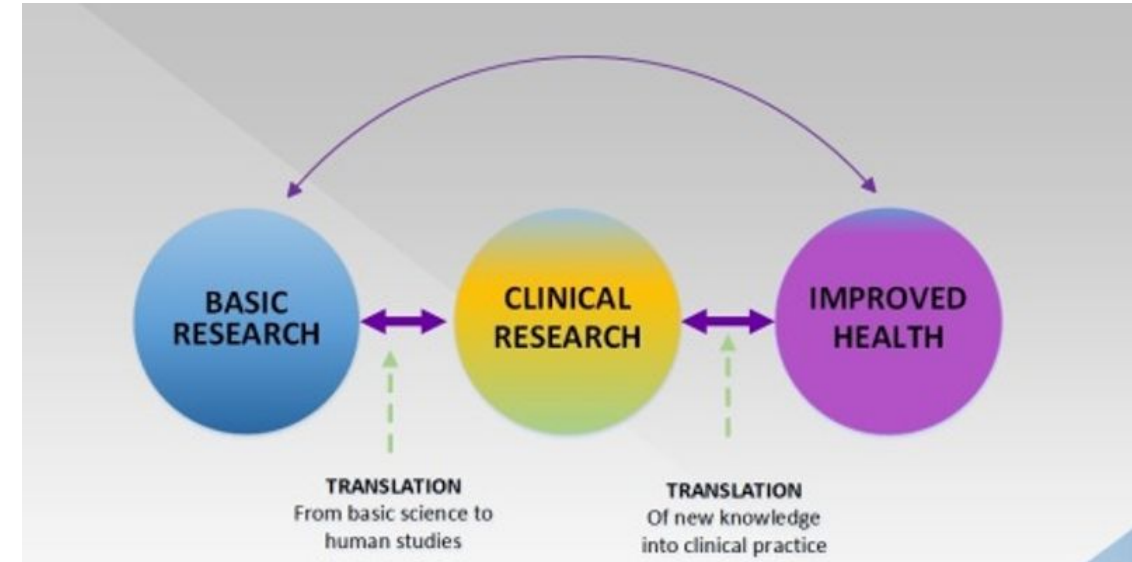 BASIC
RESEARCH
CLINICAL
RESEARCH
IMPROVED
HEALTH
TRANSLATION
From basic science to
human studies
TRANSLATION
Of new knowledge
into clinical practice